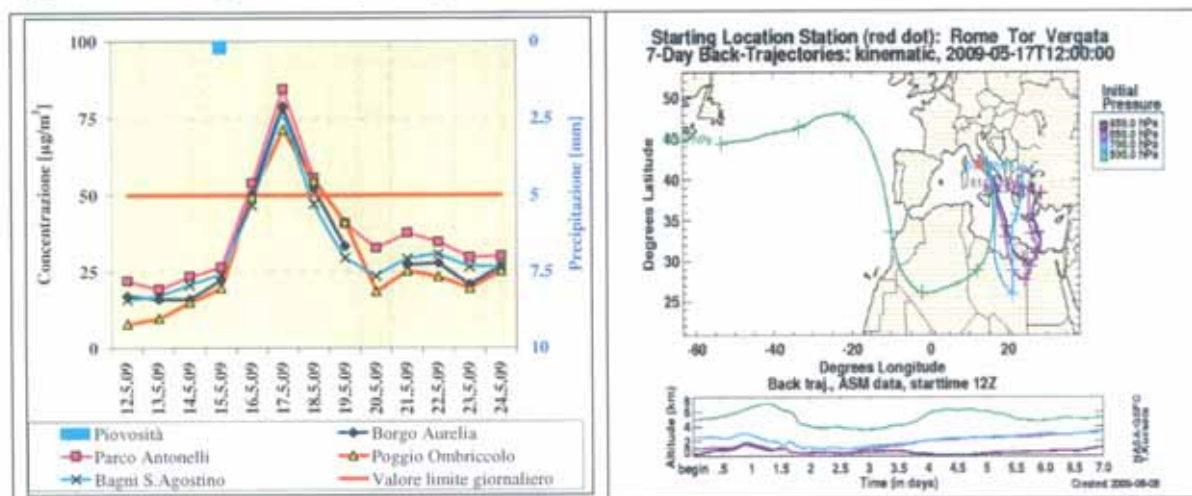 100
75
50
25
0
Concentrazione [µg/m³]
0
2.5
5
7.5
10
Precipitazione [mm]
12.5.09
13.5.09
14.5.09
15.5.09
16.5.09
17.5.09
18.5.09
19.5.09
20.5.09
21.5.09
22.5.09
23.5.09
24.5.09
Piovosità
Borgo Aurelia
Parco Antonelli
Poggio Ombriccolo
Bagni S.Agostino
Valore limite giornaliero
Starting Location Station (red dot): Rome Tor Vergata
7-Day Back-Trajectories: kinematic, 2009-05-17T12:00:00
Degrees Latitude
50
45
40
35
30
25
-60
-40
-20
0
20
Degrees Longitude
Initial
Pressure
Back traj., ASM data, starttime 12Z
Altitude (km)
begin
.5
1
1.5
2
2.5
3
3.5
4
4.5
5
5.5
6
6.5
7.0
Time (in days)
Created 2009-06-08